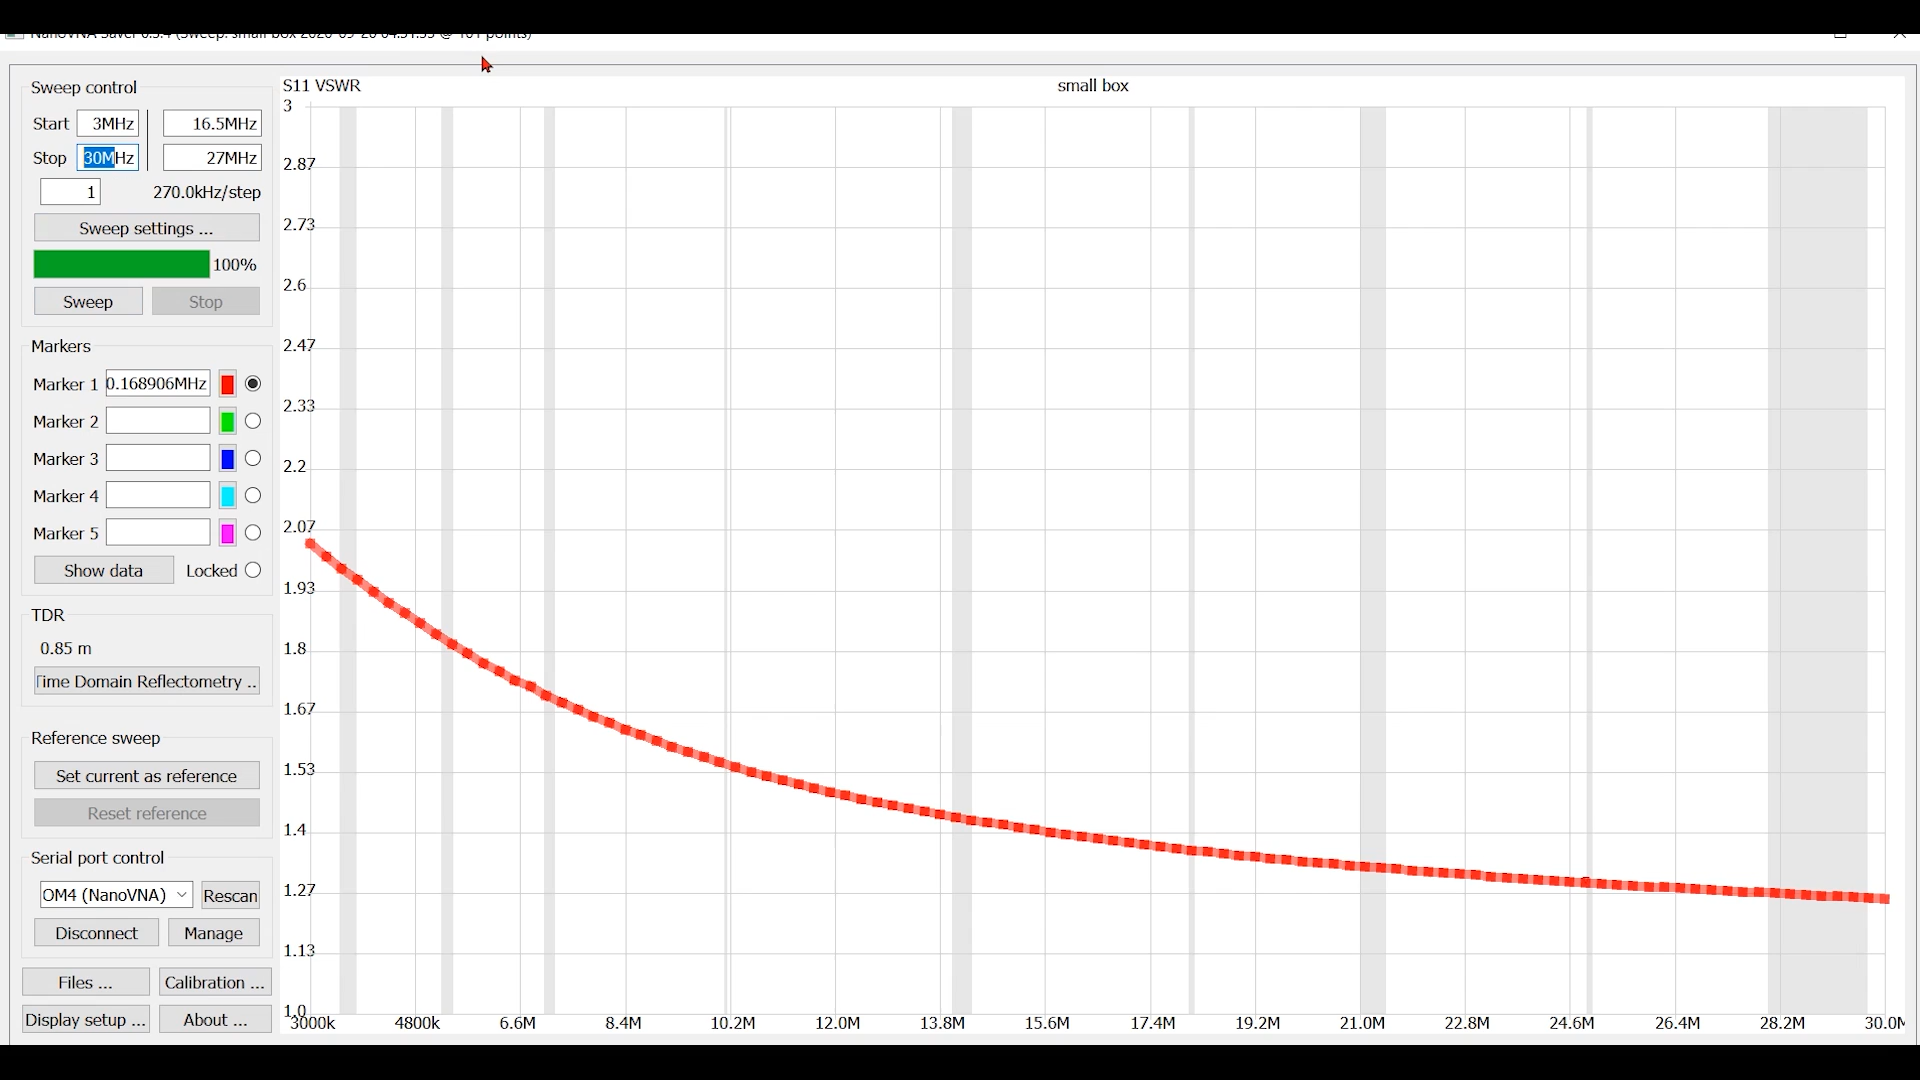 Sweep control
Start 3MHz 16.5MHz
Stop 30MHz 27MHz
1 270.0kHz/step
Sweep settings ...
100%
Sweep Stop
Markers
Marker 1 0.168906MHz
Marker 2
Marker 3
Marker 4
Marker 5
Show data Locked
TDR
0.85 m
Time Domain Reflectometry ..
Reference sweep
Set current as reference
Reset reference
Serial port control
OM4 (NanoVNA) Rescan
Disconnect Manage
Files ... Calibration ...
Display setup ... About ...
S11 VSWR small box
3
2.87
2.73
2.6
2.47
2.33
2.2
2.07
1.93
1.8
1.67
1.53
1.4
1.27
1.13
1.0
3000k 4800k 6.6M 8.4M 10.2M 12.0M 13.8M 15.6M 17.4M 19.2M 21.0M 22.8M 24.6M 26.4M 28.2M 30.0M